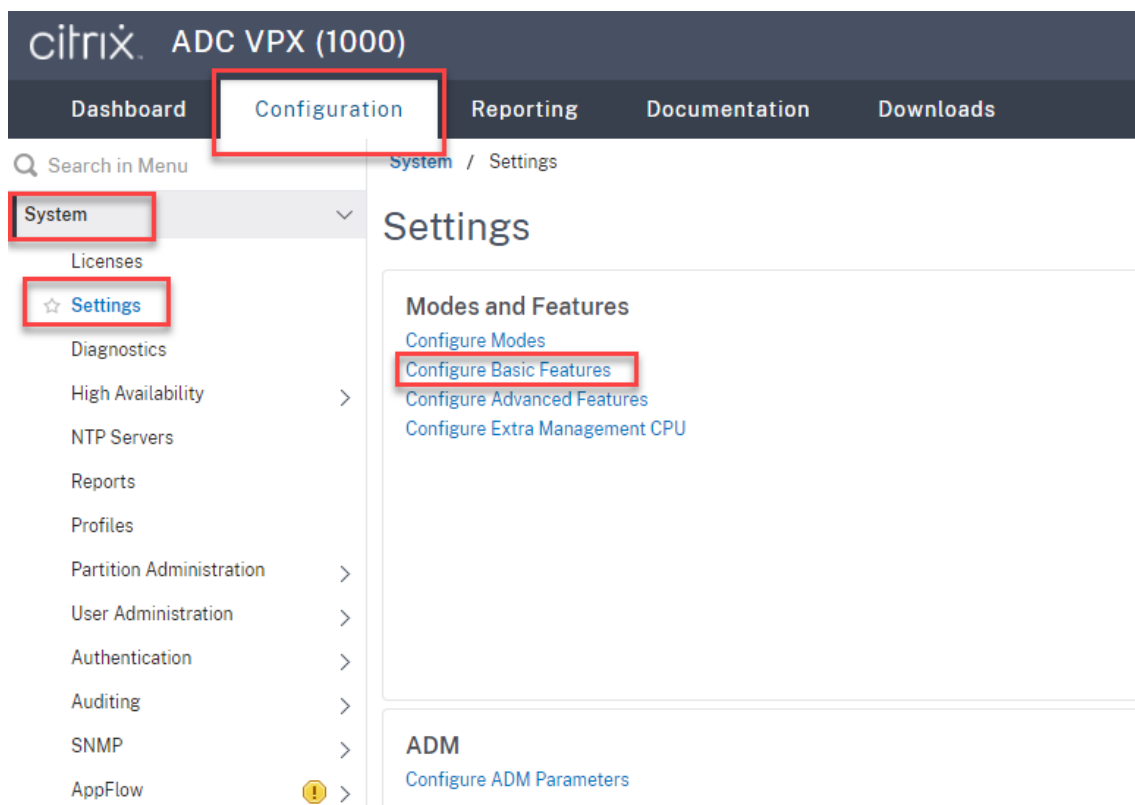 citrix. ADC VPX (1000)
Dashboard Configuration Reporting Documentation Downloads
Search in Menu
System
Licenses
Settings
Diagnostics
High Availability
NTP Servers
Reports
Profiles
Partition Administration
User Administration
Authentication
Auditing
SNMP
AppFlow
System / Settings
Settings
Modes and Features
Configure Modes
Configure Basic Features
Configure Advanced Features
Configure Extra Management CPU
ADM
Configure ADM Parameters